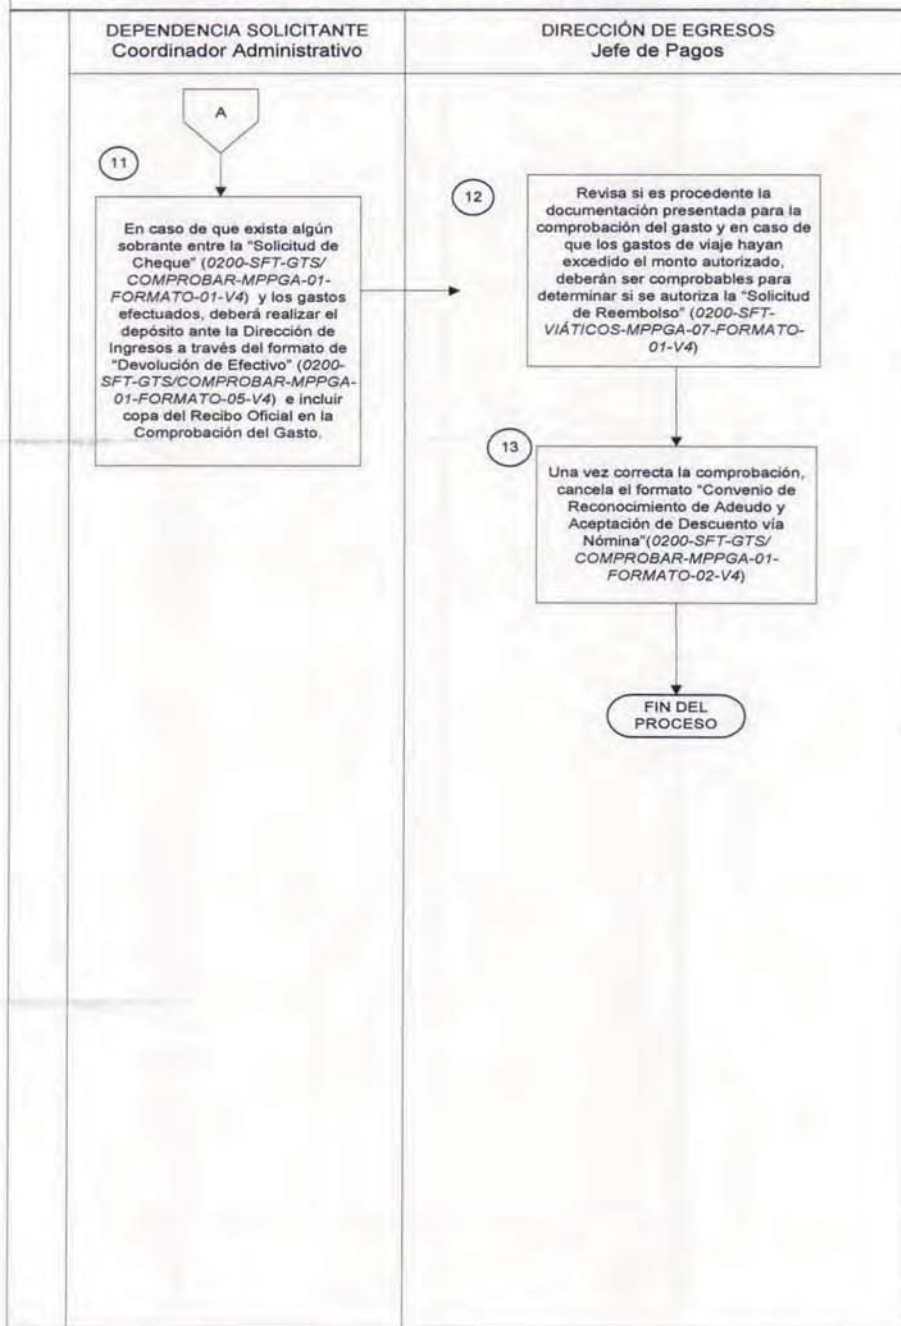 DEPENDENCIA SOLICITANTE
Coordinador Administrativo
DIRECCIÓN DE EGRESOS
Jefe de Pagos
A
11
En caso de que exista algún
sobrante entre la "Solicitud de
Cheque" (0200-SFT-GTS/
COMPROBAR-MPPGA-01-
FORMATO-01-V4) y los gastos
efectuados, deberá realizar el
depósito ante la Dirección de
Ingresos a través del formato de
"Devolución de Efectivo" (0200-
SFT-GTS/COMPROBAR-MPPGA-
01-FORMATO-05-V4) e incluir
copa del Recibo Oficial en la
Comprobación del Gasto.
12
Revisa si es procedente la
documentación presentada para la
comprobación del gasto y en caso de
que los gastos de viaje hayan
excedido el monto autorizado,
deberán ser comprobables para
determinar si se autoriza la "Solicitud
de Reembolso" (0200-SFT-
VIÁTICOS-MPPGA-07-FORMATO-
01-V4)
13
Una vez correcta la comprobación,
cancela el formato "Convenio de
Reconocimiento de Adeudo y
Aceptación de Descuento vía
Nómina"(0200-SFT-GTS/
COMPROBAR-MPPGA-01-
FORMATO-02-V4)
FIN DEL
PROCESO